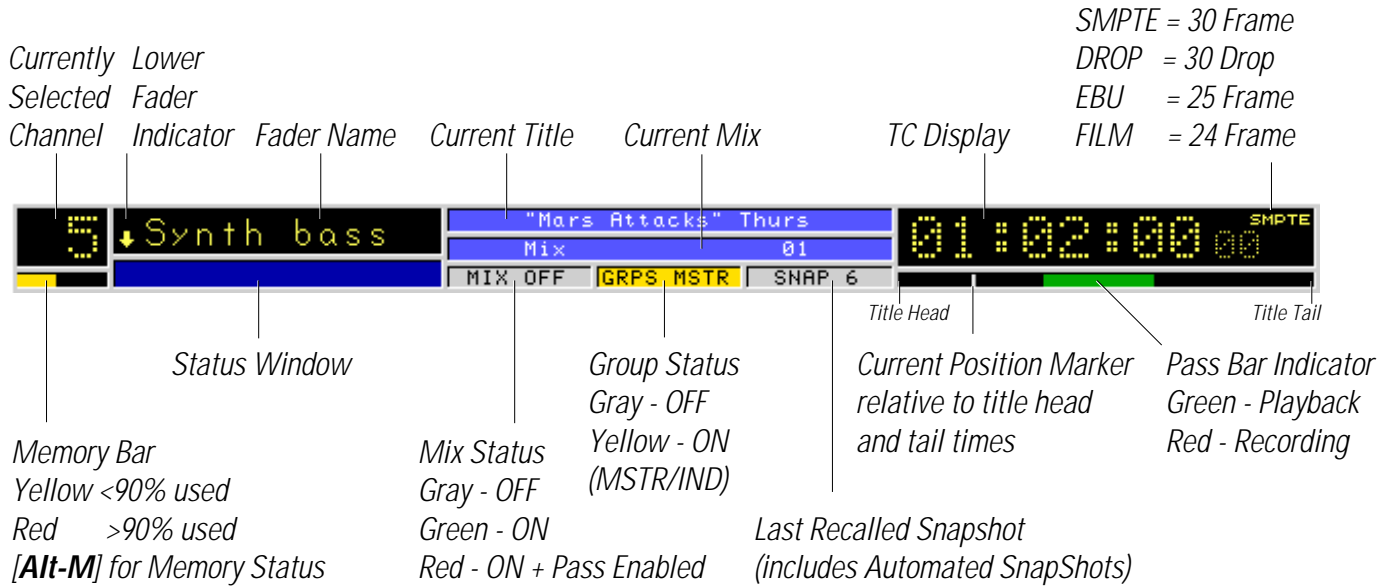 SMPTE = 30 Frame
DROP = 30 Drop
EBU = 25 Frame
FILM = 24 Frame
Currently
Selected
Channel
Lower
Fader
Indicator
Fader Name
Current Title
Current Mix
TC Display
5
↓Synth bass
"Mars Attacks" Thurs
Mix 01
MIX OFF
GRPS MSTR
SNAP 6
01:02:00 00
SMPTE
Title Head
Title Tail
Status Window
Memory Bar
Yellow <90% used
Red >90% used
[Alt-M] for Memory Status
Mix Status
Gray - OFF
Green - ON
Red - ON + Pass Enabled
Group Status
Gray - OFF
Yellow - ON
(MSTR/IND)
Last Recalled Snapshot
(includes Automated SnapShots)
Current Position Marker
relative to title head
and tail times
Pass Bar Indicator
Green - Playback
Red - Recording